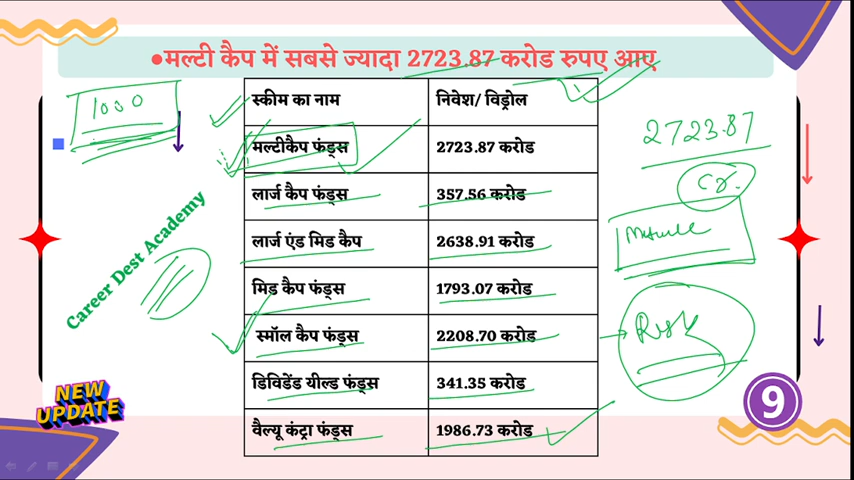 •मल्टी कैप में सबसे ज्यादा 2723.87 करोड रुपए आए
1000
स्कीम का नाम निवेश/ विड्रोल
मल्टीकैप फंड्स 2723.87 करोड
लार्ज कैप फंड्स 357.56 करोड
लार्ज एंड मिड कैप 2638.91 करोड
मिड कैप फंड्स 1793.07 करोड
स्मॉल कैप फंड्स 2208.70 करोड
डिविडेंड यील्ड फंड्स 341.35 करोड
वैल्यू कंट्रा फंड्स 1986.73 करोड
2723.87
Cr.
Risk
Career Dest Academy
NEW
UPDATE
9